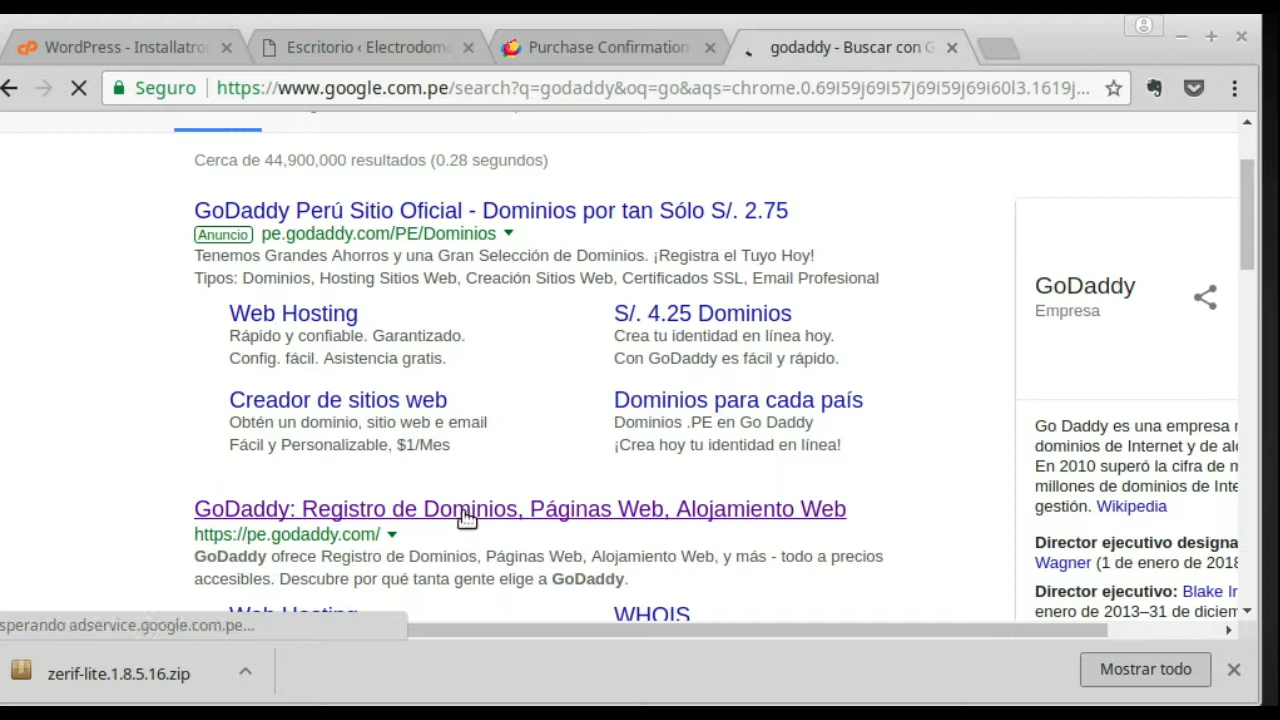 WordPress - Installatro
Escritorio ‹ Electrodom
Purchase Confirmation
godaddy - Buscar con G
Seguro
https://www.google.com.pe/search?q=godaddy&oq=go&aqs=chrome.0.69i59j69i57j69i59j69i60l3.1619j...
Cerca de 44,900,000 resultados (0.28 segundos)
GoDaddy Perú Sitio Oficial - Dominios por tan Sólo S/. 2.75
Anuncio pe.godaddy.com/PE/Dominios
Tenemos Grandes Ahorros y una Gran Selección de Dominios. ¡Registra el Tuyo Hoy!
Tipos: Dominios, Hosting Sitios Web, Creación Sitios Web, Certificados SSL, Email Profesional
Web Hosting
Rápido y confiable. Garantizado.
Config. fácil. Asistencia gratis.
S/. 4.25 Dominios
Crea tu identidad en línea hoy.
Con GoDaddy es fácil y rápido.
Creador de sitios web
Obtén un dominio, sitio web e email
Fácil y Personalizable, $1/Mes
Dominios para cada país
Dominios .PE en Go Daddy
¡Crea hoy tu identidad en línea!
GoDaddy: Registro de Dominios, Páginas Web, Alojamiento Web
https://pe.godaddy.com/
GoDaddy ofrece Registro de Dominios, Páginas Web, Alojamiento Web, y más - todo a precios
accesibles. Descubre por qué tanta gente elige a GoDaddy.
Web Hosting
WHOIS
GoDaddy
Empresa
Go Daddy es una empresa r
dominios de Internet y de alo
En 2010 superó la cifra de m
millones de dominios de Inte
gestión. Wikipedia
Director ejecutivo designa
Wagner (1 de enero de 2018
Director ejecutivo: Blake Ir
enero de 2013–31 de diciem
sperando adservice.google.com.pe...
zerif-lite.1.8.5.16.zip
Mostrar todo